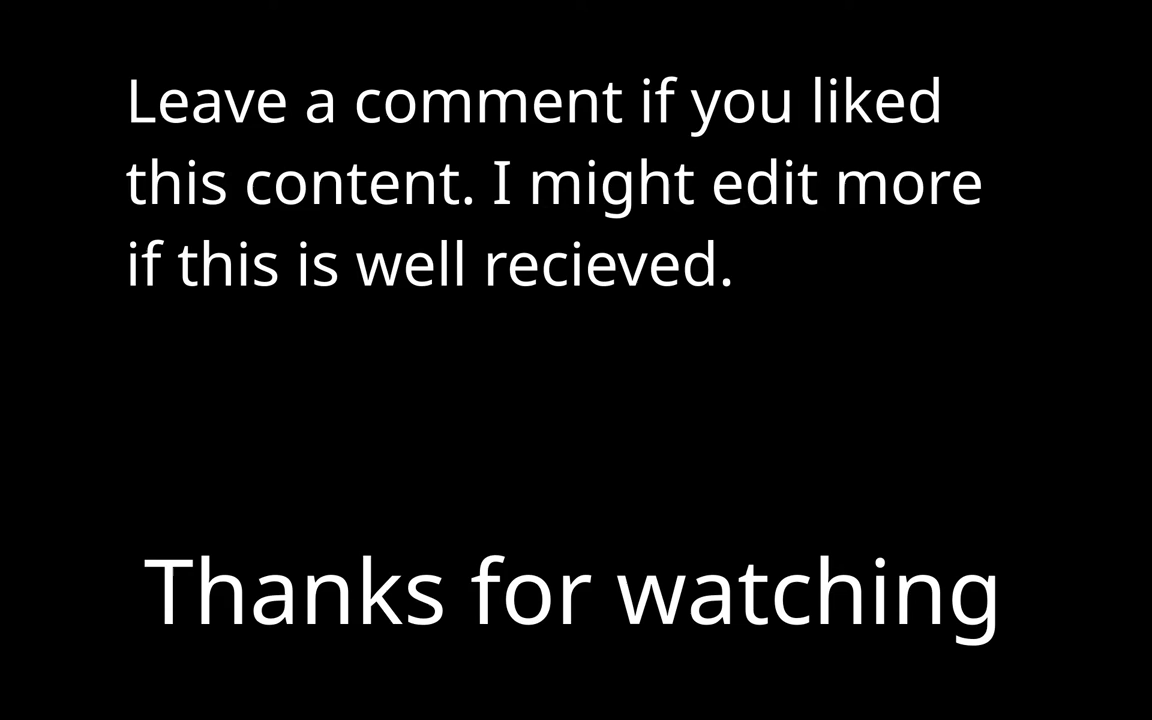 Leave a comment if you liked
this content. I might edit more
if this is well recieved.
Thanks for watching